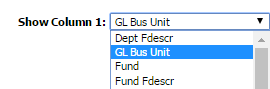 Show Column 1: GL Bus Unit
Dept Fdescr
GL Bus Unit
Fund
Fund Fdescr